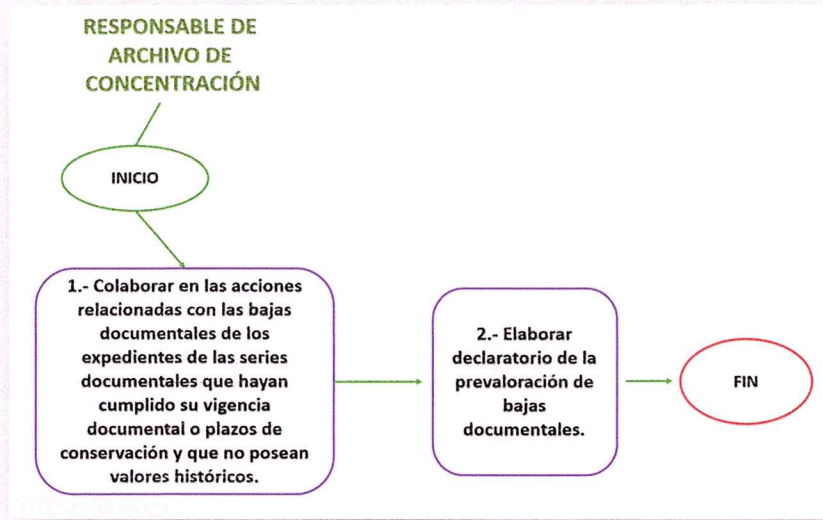 RESPONSABLE DE
ARCHIVO DE
CONCENTRACIÓN
INICIO
1.- Colaborar en las acciones
relacionadas con las bajas
documentales de los
expedientes de las series
documentales que hayan
cumplido su vigencia
documental o plazos de
conservación y que no posean
valores históricos.
2.- Elaborar
declaratorio de la
prevaloración de
bajas
documentales.
FIN